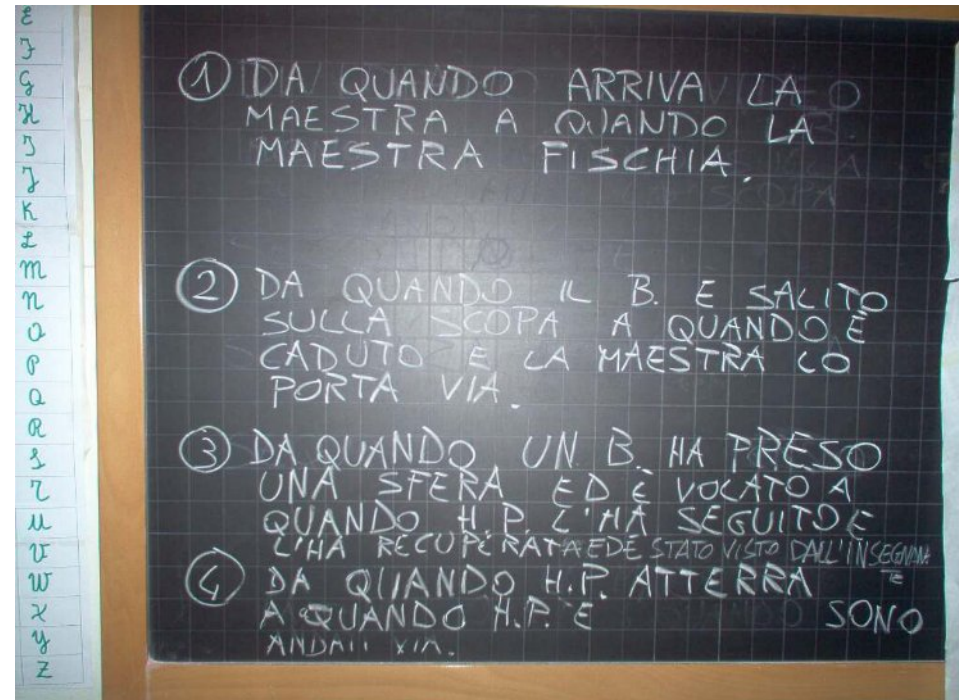 E
F
G
H
I
J
K
L
M
N
O
P
Q
R
S
T
U
V
W
X
Y
Z
① DA QUANDO ARRIVA LA
MAESTRA A QUANDO LA
MAESTRA FISCHIA.
② DA QUANDO IL B. E SALITO
SULLA SCOPA A QUANDO È
CADUTO E LA MAESTRA LO
PORTA VIA.
③ DA QUANDO UN B. HA PRESO
UNA SFERA ED È VOLATO A
QUANDO H.P. L'HA SEGUITO E
L'HA RECUPERATA ED È STATO VISTO DALL'INSEGNAN
TE
④ DA QUANDO H.P. ATTERRA
A QUANDO H.P. E SONO
ANDATI VIA.